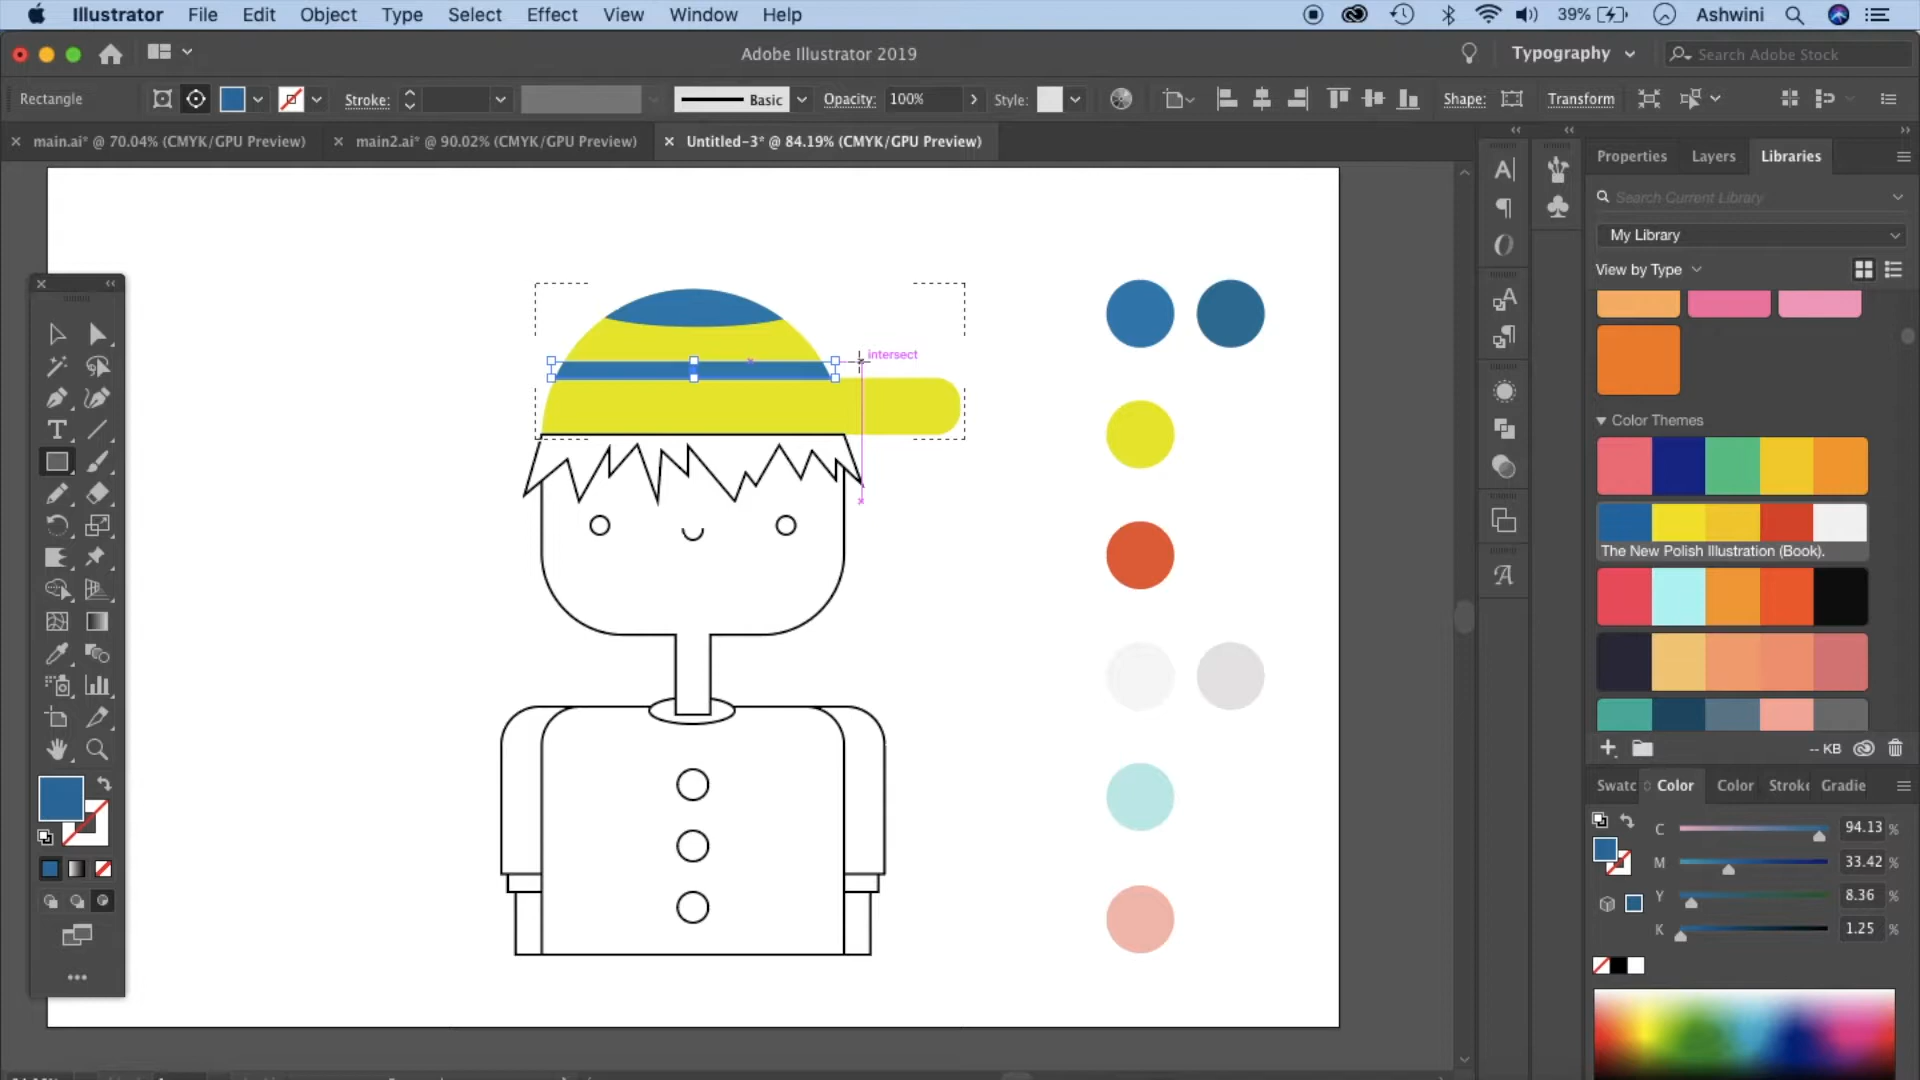 Illustrator File Edit Object Type Select Effect View Window Help 39% Ashwini
Adobe Illustrator 2019 Typography Search Adobe Stock
Rectangle Stroke: Basic Opacity: 100% Style: Shape: Transform
main.ai* @ 70.04% (CMYK/GPU Preview) main2.ai* @ 90.02% (CMYK/GPU Preview) Untitled-3* @ 84.19% (CMYK/GPU Preview)
Properties Layers Libraries
Search Current Library
My Library
View by Type
intersect
Color Themes
The New Polish Illustration (Book).
-- KB
Swatc Color Color Stroke Gradie
C 94.13 %
M 33.42 %
Y 8.36 %
K 1.25 %